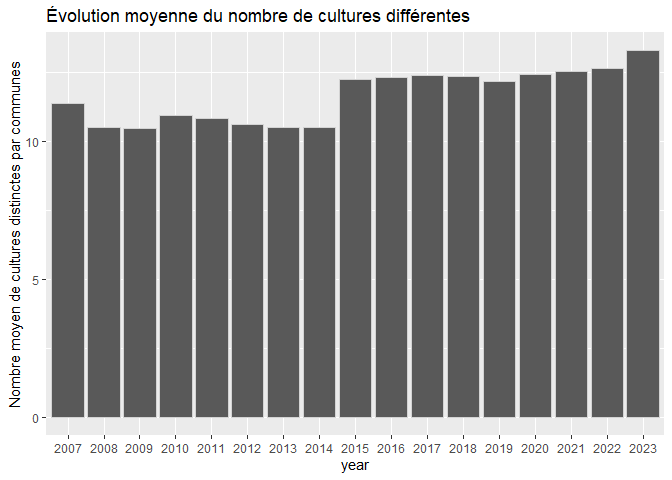 Évolution moyenne du nombre de cultures différentes
Nombre moyen de cultures distinctes par communes
10
5
0
2007 2008 2009 2010 2011 2012 2013 2014 2015 2016 2017 2018 2019 2020 2021 2022 2023
year